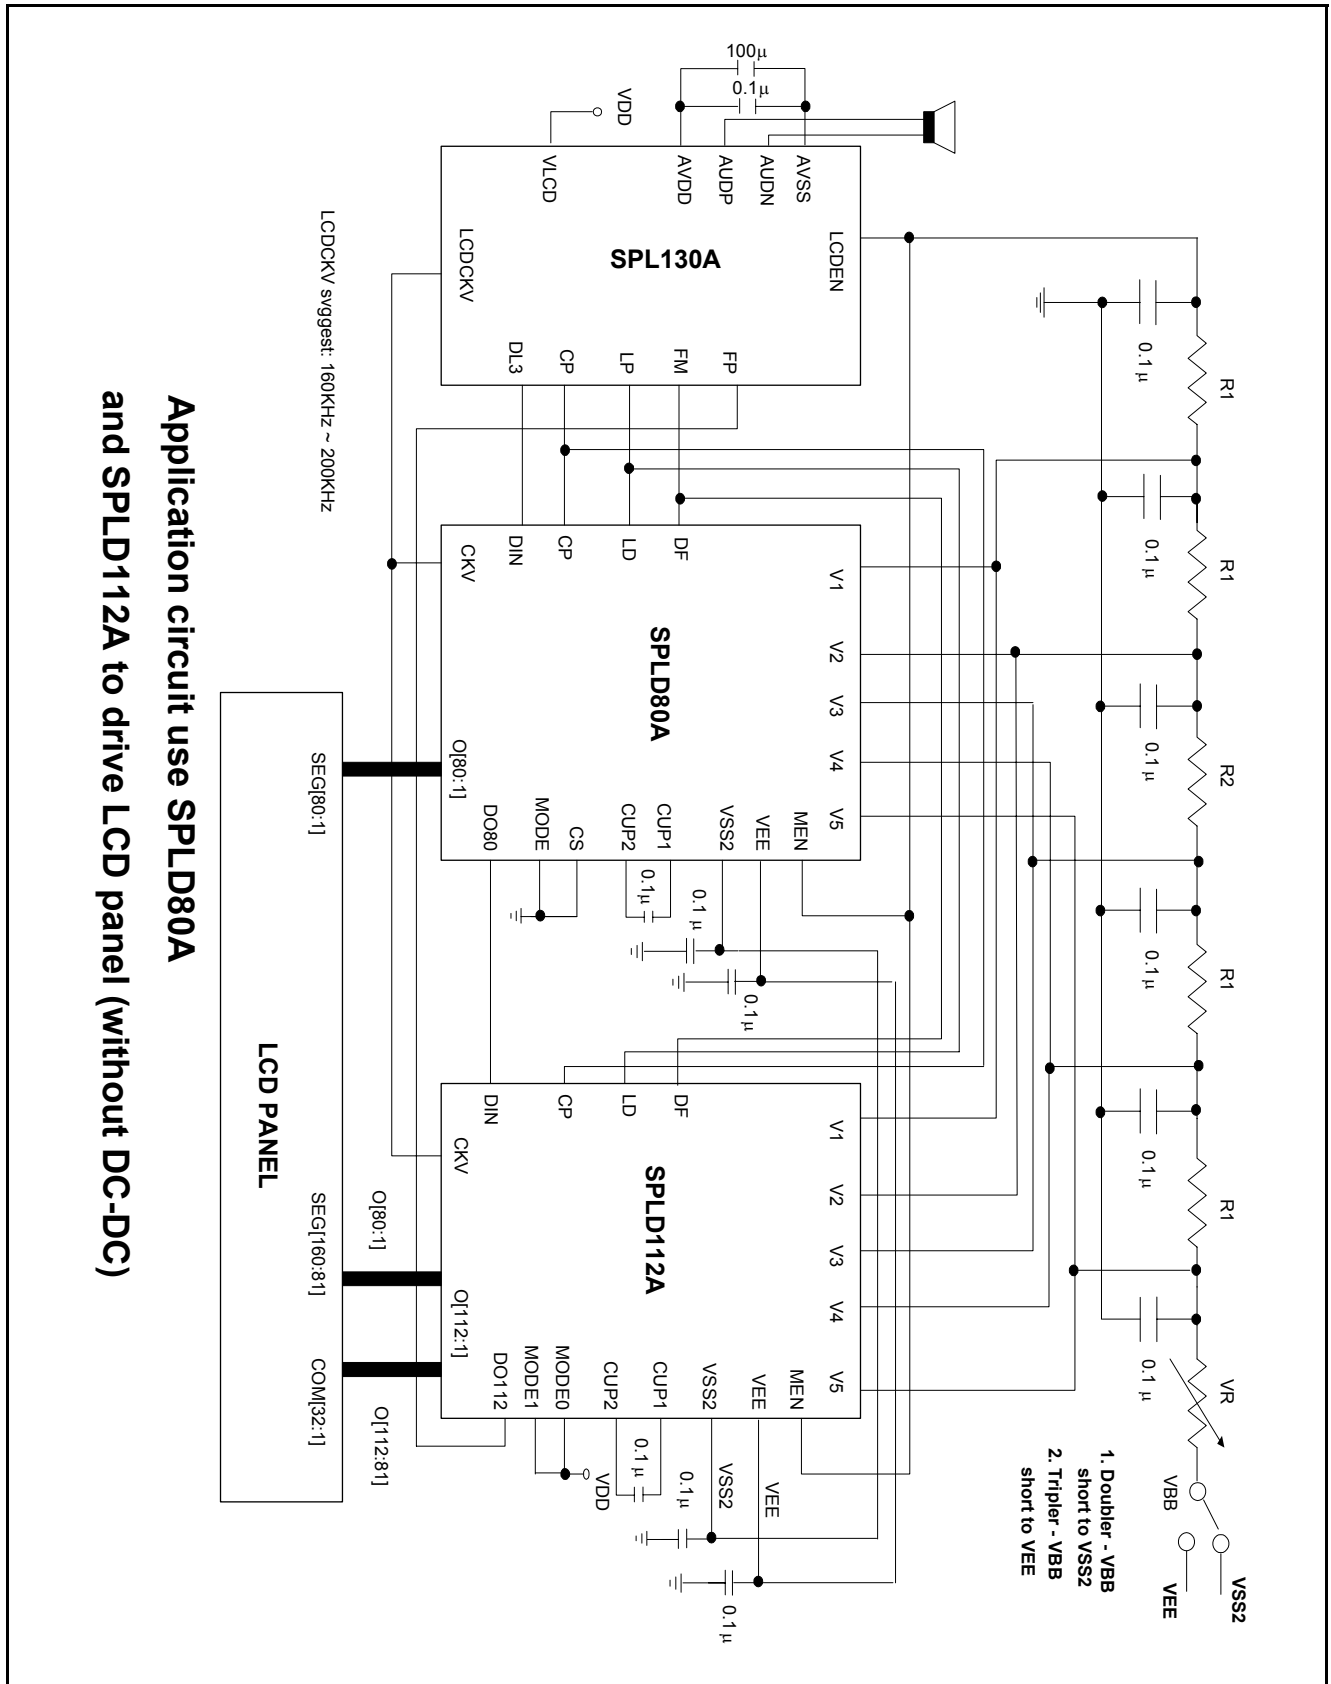 100μ
0.1μ
VDD
VLCD
AVDD
AUDP
AUDN
AVSS
LCDCKV
SPL130A
LCDEN
DL3
CP
LP
FM
FP
LCDCKV svggest: 160KHz ~ 200KHz
0.1μ
R1
0.1μ
R1
0.1μ
R2
0.1μ
R1
0.1μ
R1
0.1μ
VR
VBB
VSS2
VEE
1. Doubler - VBB
short to VSS2
2. Tripler - VBB
short to VEE
CKV
DIN
CP
LD
DF
V1
V2
V3
V4
V5
SPLD80A
O[80:1]
DO80
MODE
CS
CUP2
CUP1
VSS2
VEE
MEN
0.1μ
0.1μ
0.1μ
CKV
DIN
CP
LD
DF
V1
V2
V3
V4
V5
SPLD112A
O[112:1]
DO112
MODE1
MODE0
CUP2
CUP1
VSS2
VEE
MEN
VDD
0.1μ
0.1μ
VSS2
VEE
0.1μ
O[80:1]
O[112:81]
SEG[80:1]
SEG[160:81]
COM[32:1]
LCD PANEL
Application circuit use SPLD80A
and SPLD112A to drive LCD panel (without DC-DC)